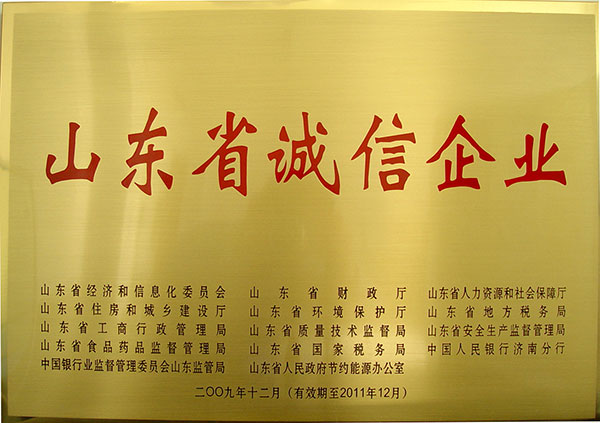 山东省诚信企业
山东省经济和信息化委员会 山东省财政厅 山东省人力资源和社会保障厅
山东省住房和城乡建设厅 山东省环境保护厅 山东省地方税务局
山东省工商行政管理局 山东省质量技术监督局 山东省安全生产监督管理局
山东省食品药品监督管理局 山东省国家税务局 中国人民银行济南分行
中国银行业监督管理委员会山东监管局 山东省人民政府节约能源办公室
二〇〇九年十二月（有效期至2011年12月）